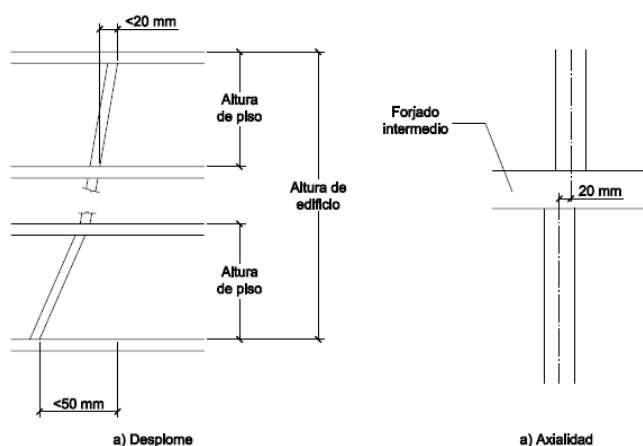 <20 mm
Altura
de piso
Altura de
edificio
Altura
de piso
<50 mm
a) Desplome
Forjado
intermedio
20 mm
a) Axialidad